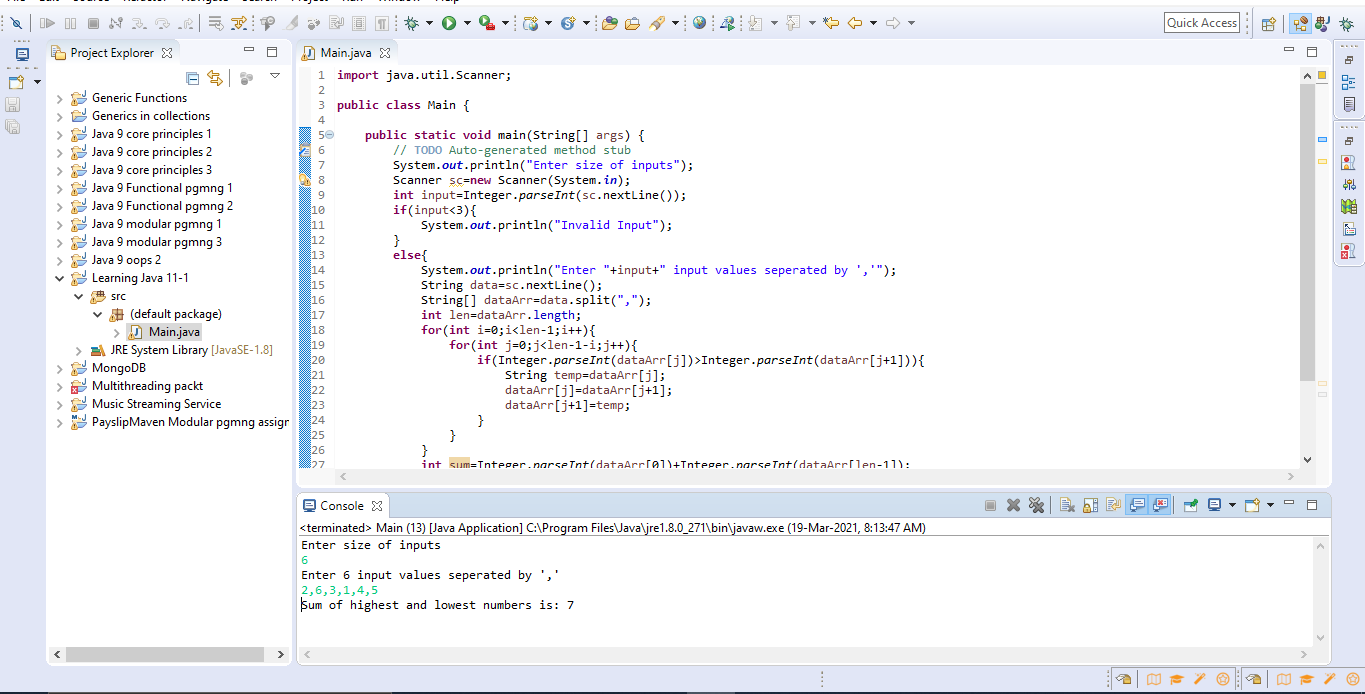 Quick Access
Project Explorer
Generic Functions
Generics in collections
Java 9 core principles 1
Java 9 core principles 2
Java 9 core principles 3
Java 9 Functional pgmng 1
Java 9 Functional pgmng 2
Java 9 modular pgmng 1
Java 9 modular pgmng 3
Java 9 oops 2
Learning Java 11-1
src
(default package)
Main.java
JRE System Library [JavaSE-1.8]
MongoDB
Multithreading packt
Music Streaming Service
PayslipMaven Modular pgmng assigr
Main.java
1 import java.util.Scanner;
2
3 public class Main {
4
5 public static void main(String[] args) {
6 // TODO Auto-generated method stub
7 System.out.println("Enter size of inputs");
8 Scanner sc=new Scanner(System.in);
9 int input=Integer.parseInt(sc.nextLine());
10 if(input<3){
11 System.out.println("Invalid Input");
12 }
13 else{
14 System.out.println("Enter "+input+" input values seperated by ','");
15 String data=sc.nextLine();
16 String[] dataArr=data.split(",");
17 int len=dataArr.length;
18 for(int i=0;i<len-1;i++){
19 for(int j=0;j<len-1-i;j++){
20 if(Integer.parseInt(dataArr[j])>Integer.parseInt(dataArr[j+1])){
21 String temp=dataArr[j];
22 dataArr[j]=dataArr[j+1];
23 dataArr[j+1]=temp;
24 }
25 }
26 }
27 int sum=Integer.parseInt(dataArr[0])+Integer.parseInt(dataArr[len-1]);
Console
<terminated> Main (13) [Java Application] C:\Program Files\Java\jre1.8.0_271\bin\javaw.exe (19-Mar-2021, 8:13:47 AM)
Enter size of inputs
6
Enter 6 input values seperated by ','
2,6,3,1,4,5
Sum of highest and lowest numbers is: 7